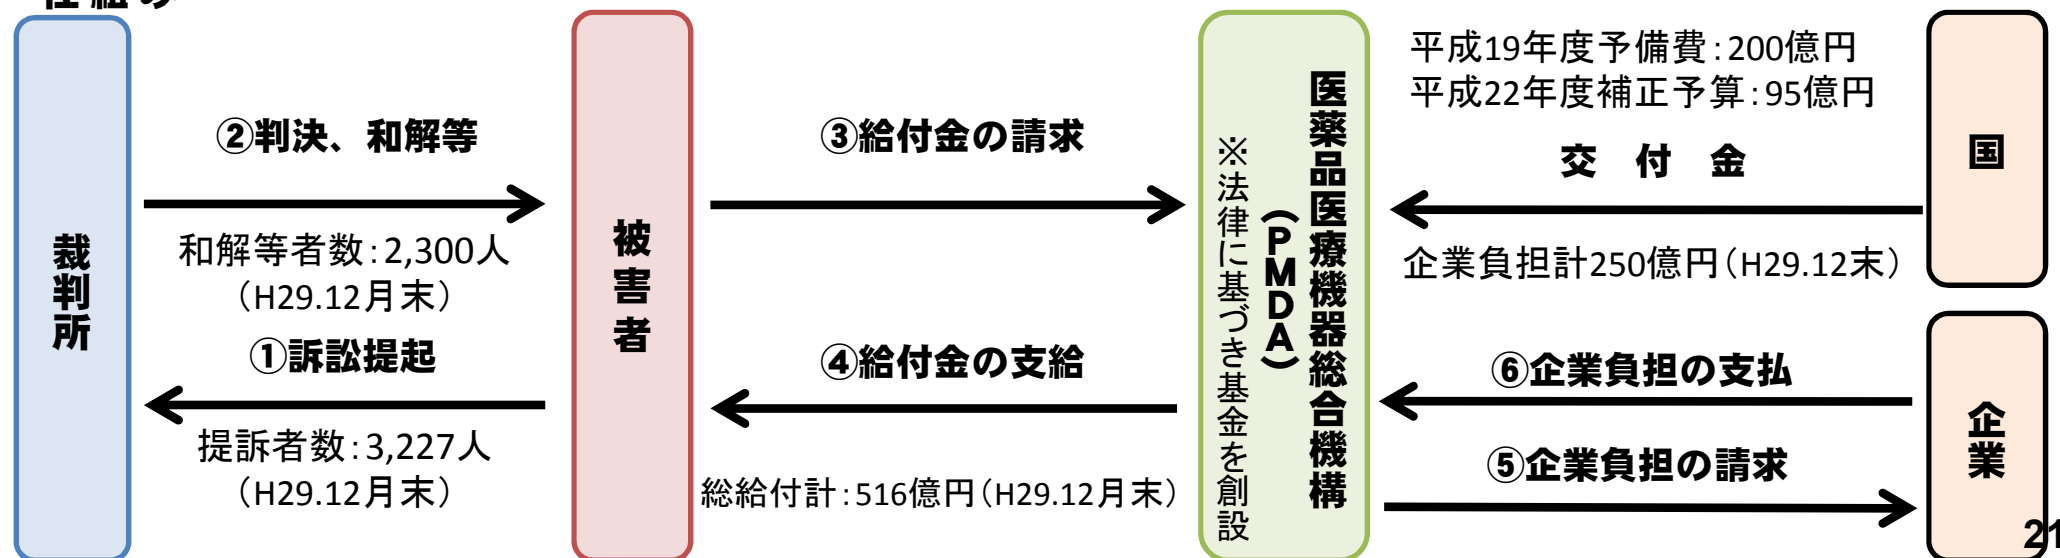 仕組み
裁判所
②判決、和解等
和解等者数：2,300人
（H29.12月末）
①訴訟提起
提訴者数：3,227人
（H29.12月末）
被害者
③給付金の請求
④給付金の支給
総給付計：516億円（H29.12月末）
医薬品医療機器総合機構
（PMDA）
※法律に基づき基金を創設
平成19年度予備費：200億円
平成22年度補正予算：95億円
交　付　金
企業負担計250億円（H29.12末）
⑥企業負担の支払
⑤企業負担の請求
国
企業
21